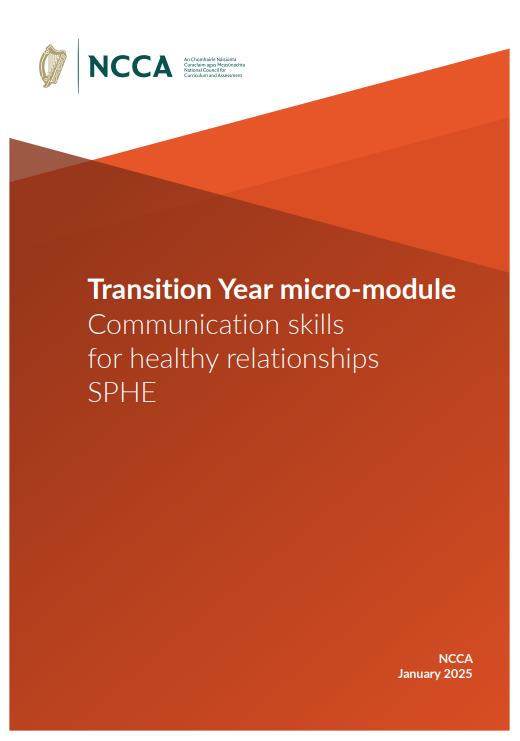 NCCA
An Chomhairle Náisiúnta
Curaclaim agus Measúnachta
National Council for
Curriculum and Assessment
Transition Year micro-module
Communication skills
for healthy relationships
SPHE
NCCA
January 2025